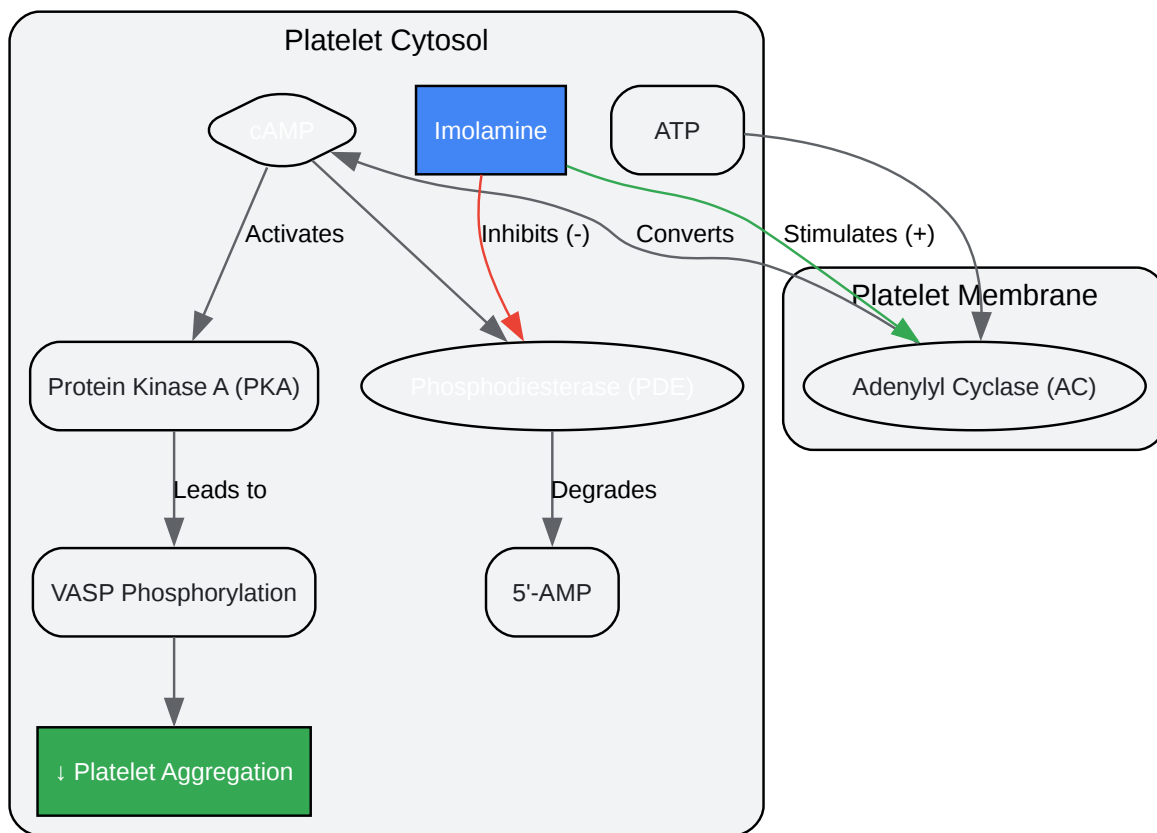 Platelet Cytosol
cAMP
Imolamine
ATP
Activates
Inhibits (-)
Converts
Stimulates (+)
Platelet Membrane
Protein Kinase A (PKA)
Phosphodiesterase (PDE)
Adenylyl Cyclase (AC)
Leads to
Degrades
VASP Phosphorylation
5'-AMP
↓ Platelet Aggregation